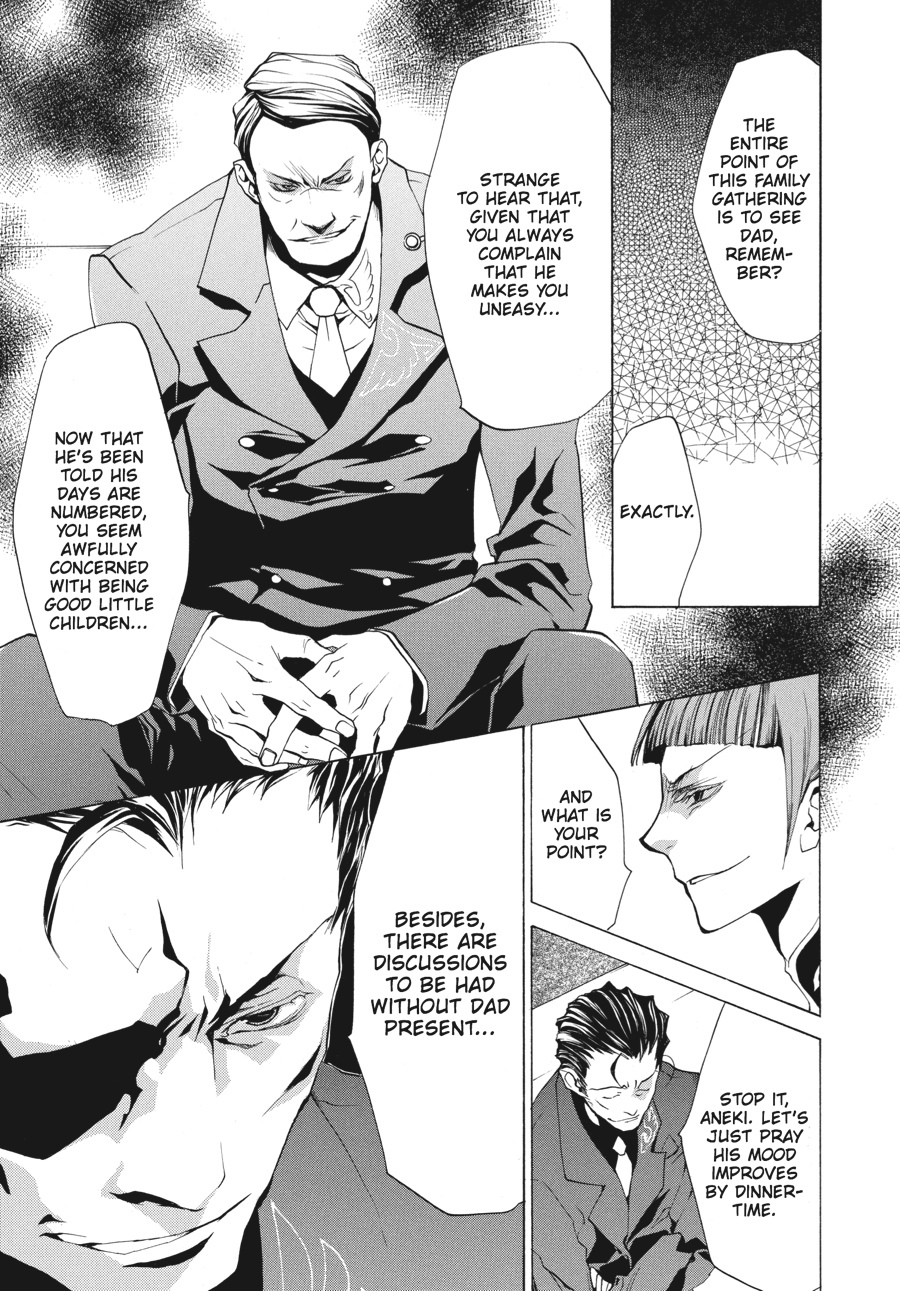 THE
ENTIRE
POINT OF
THIS FAMILY
GATHERING
IS TO SEE
DAD,
REMEM-
BER?
EXACTLY.
STRANGE
TO HEAR THAT,
GIVEN THAT
YOU ALWAYS
COMPLAIN
THAT HE
MAKES YOU
UNEASY...
NOW THAT
HE'S BEEN
TOLD HIS
DAYS ARE
NUMBERED,
YOU SEEM
AWFULLY
CONCERNED
WITH BEING
GOOD LITTLE
CHILDREN...
AND
WHAT IS
YOUR
POINT?
STOP IT,
ANEKI. LET'S
JUST PRAY
HIS MOOD
IMPROVES
BY DINNER-
TIME.
BESIDES,
THERE ARE
DISCUSSIONS
TO BE HAD
WITHOUT DAD
PRESENT...